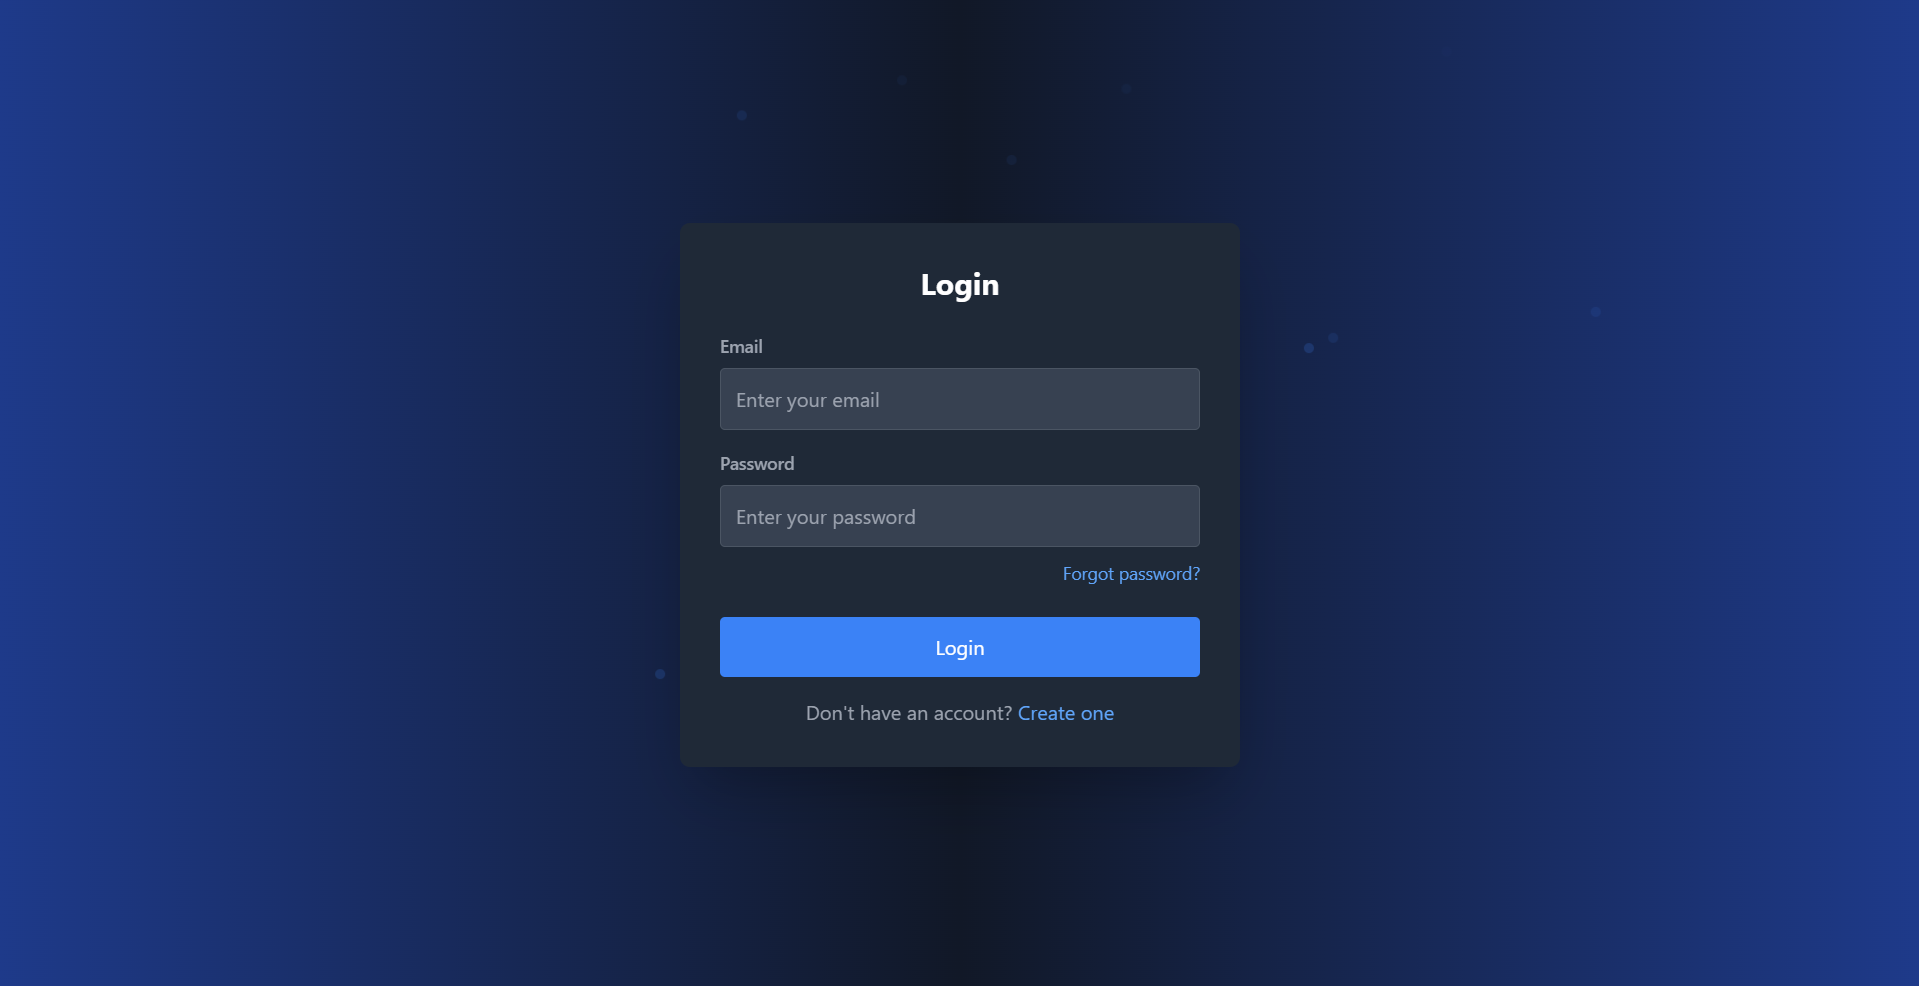 Login
Email
Enter your email
Password
Enter your password
Forgot password?
Login
Don't have an account? Create one